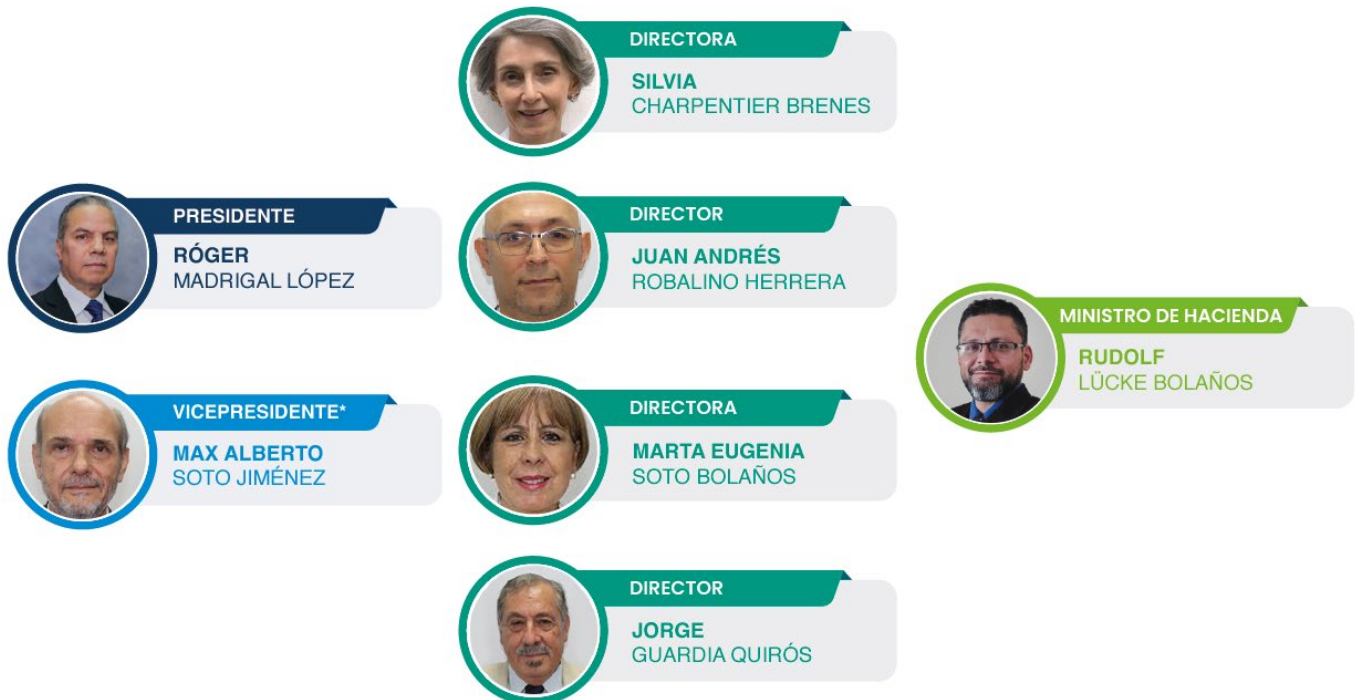 PRESIDENTE
RÓGER
MADRIGAL LÓPEZ
VICEPRESIDENTE*
MAX ALBERTO
SOTO JIMÉNEZ
DIRECTORA
SILVIA
CHARPENTIER BRENES
DIRECTOR
JUAN ANDRÉS
ROBALINO HERRERA
DIRECTORA
MARTA EUGENIA
SOTO BOLAÑOS
DIRECTOR
JORGE
GUARDIA QUIRÓS
MINISTRO DE HACIENDA
RUDOLF
LÜCKE BOLAÑOS